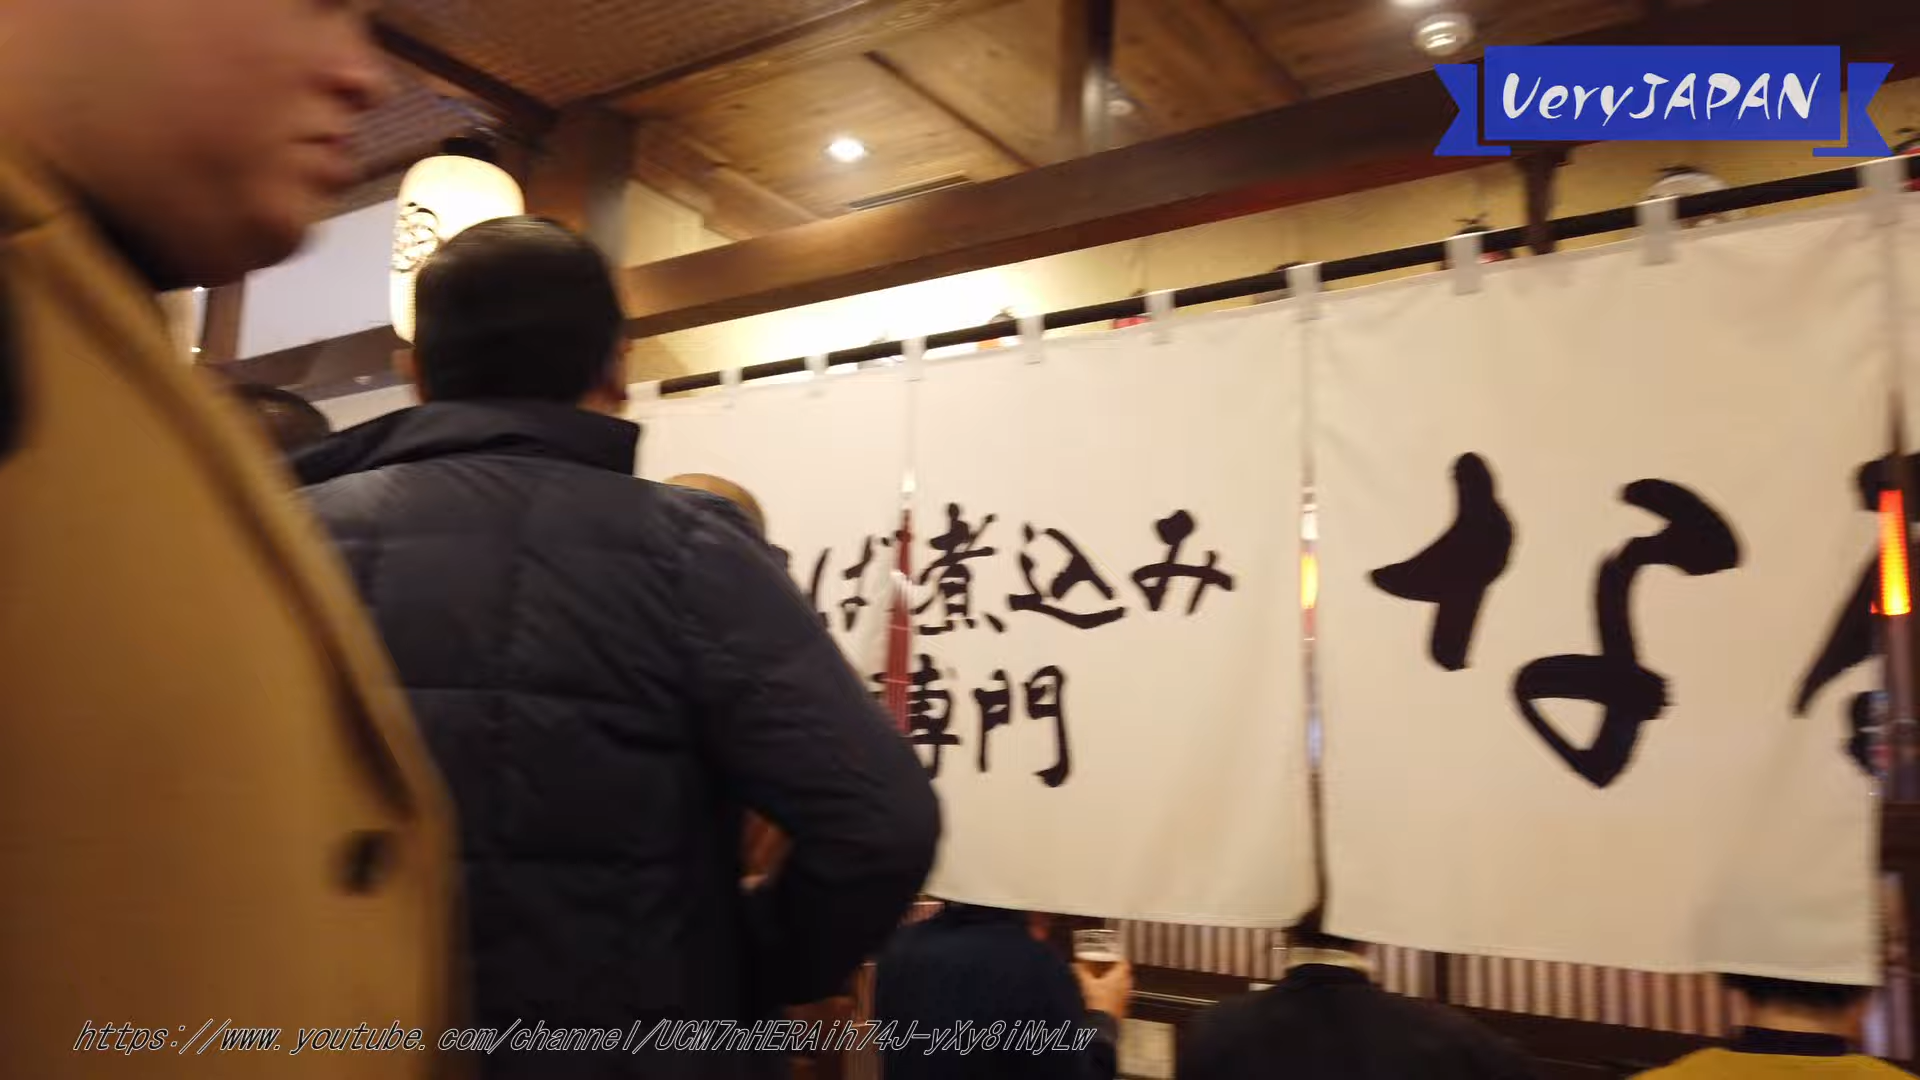 VeryJAPAN
ば煮込み
専門
な
https://www.youtube.com/channel/UCM7nHERAih74J-yXy8iNyLw